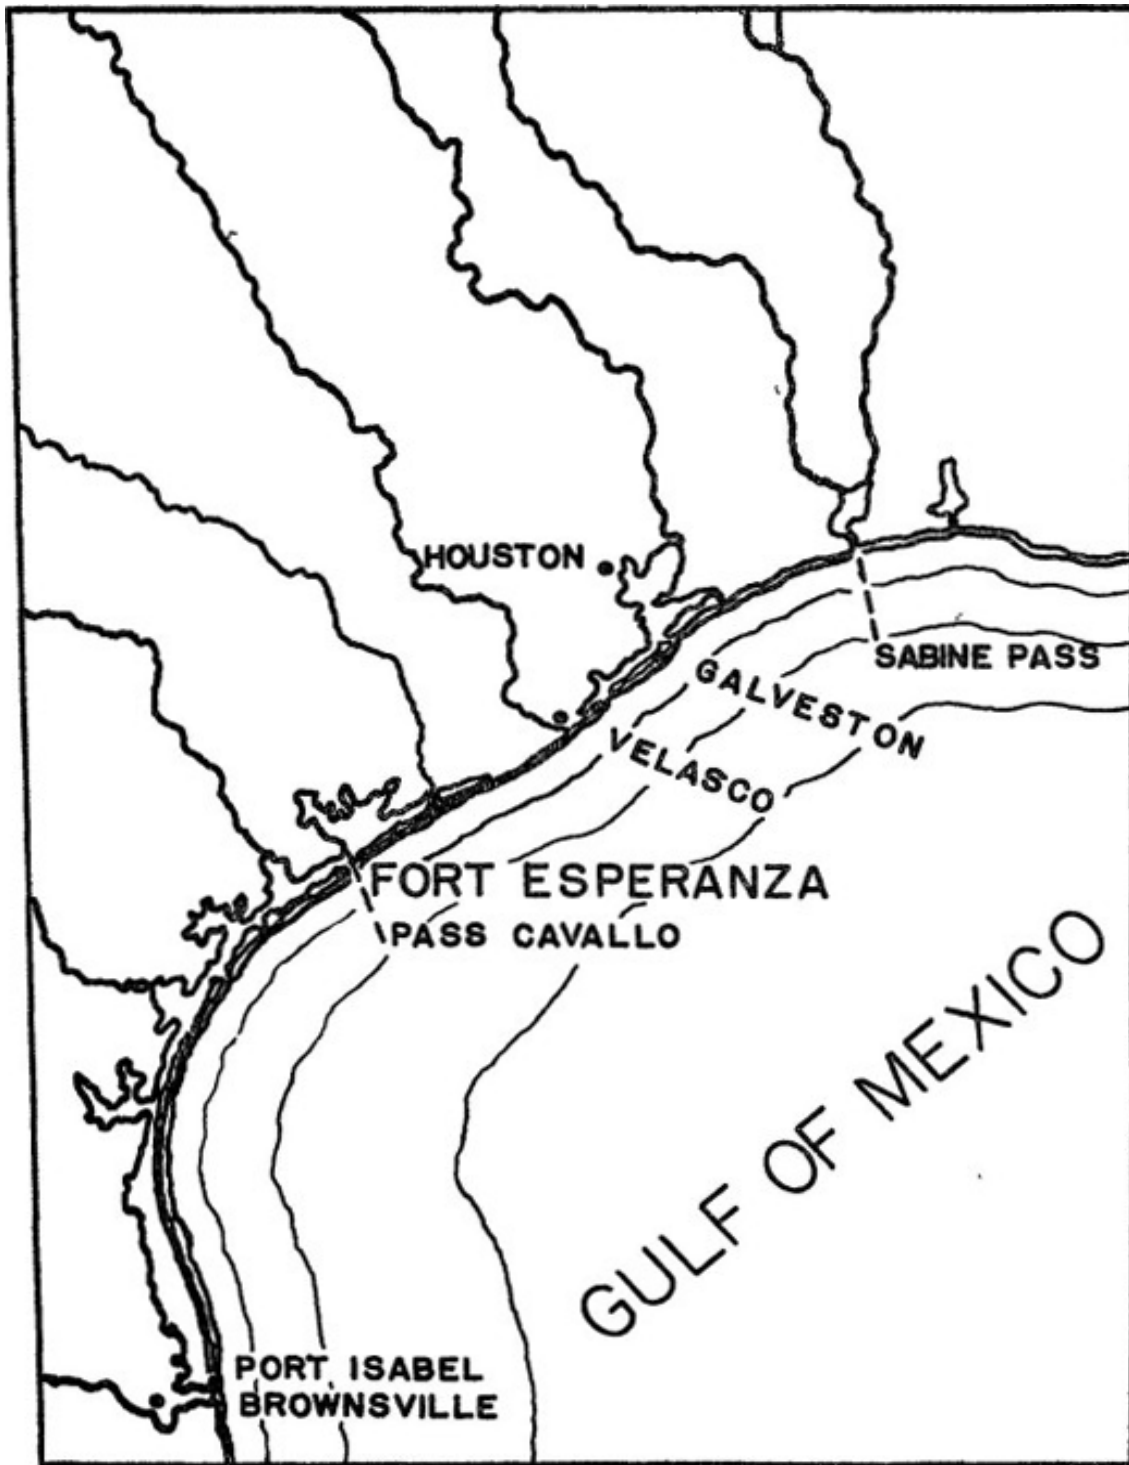 HOUSTON
SABINE PASS
GALVESTON
VELASCO
FORT ESPERANZA
PASS CAVALLO
GULF OF MEXICO
PORT ISABEL
BROWNSVILLE